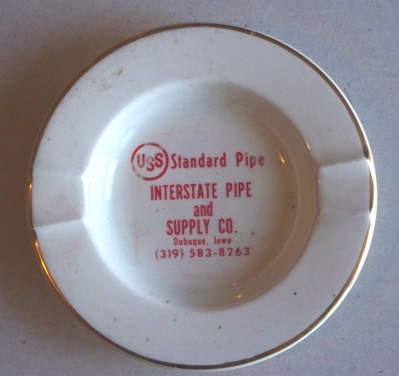 USS Standard Pipe
INTERSTATE PIPE
and
SUPPLY CO.
Dubuque, Iowa
(319) 583-8263